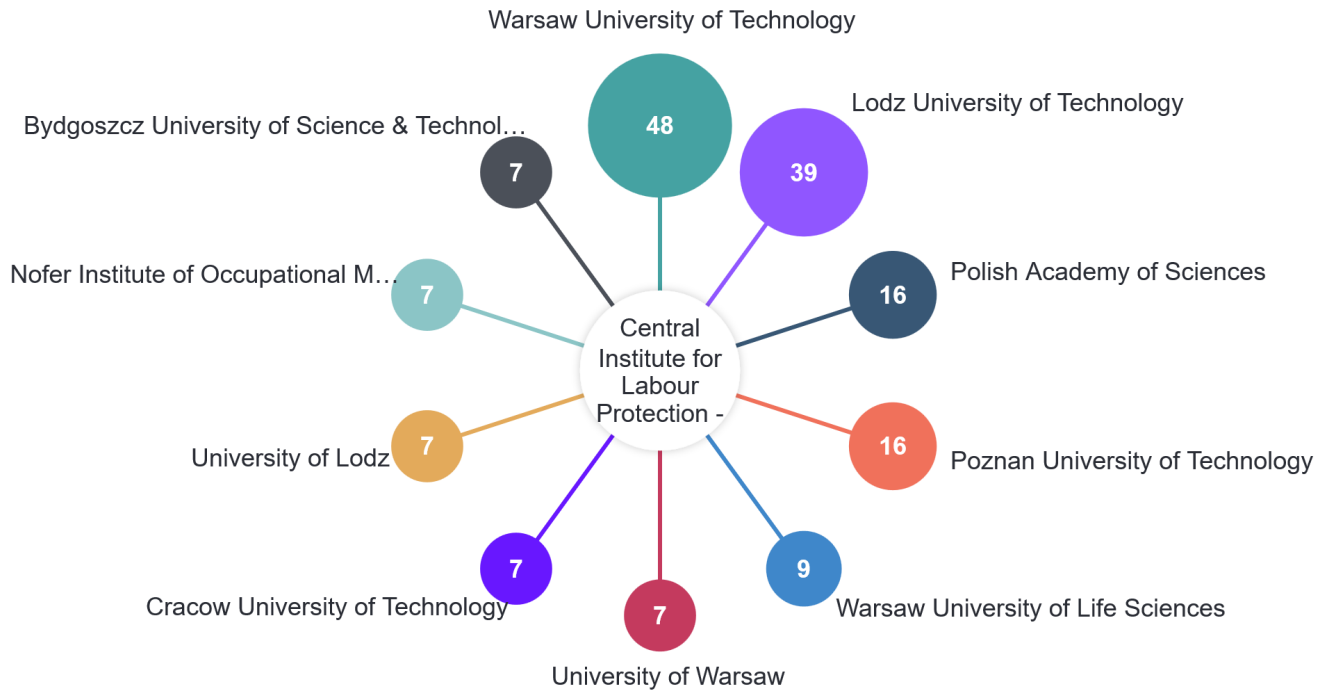 Warsaw University of Technology
48
Lodz University of Technology
39
Bydgoszcz University of Science & Technol…
7
Polish Academy of Sciences
16
Nofer Institute of Occupational M…
7
Central
Institute for
Labour
Protection -
University of Lodz
7
16
Poznan University of Technology
7
Cracow University of Technology
9
Warsaw University of Life Sciences
7
University of Warsaw